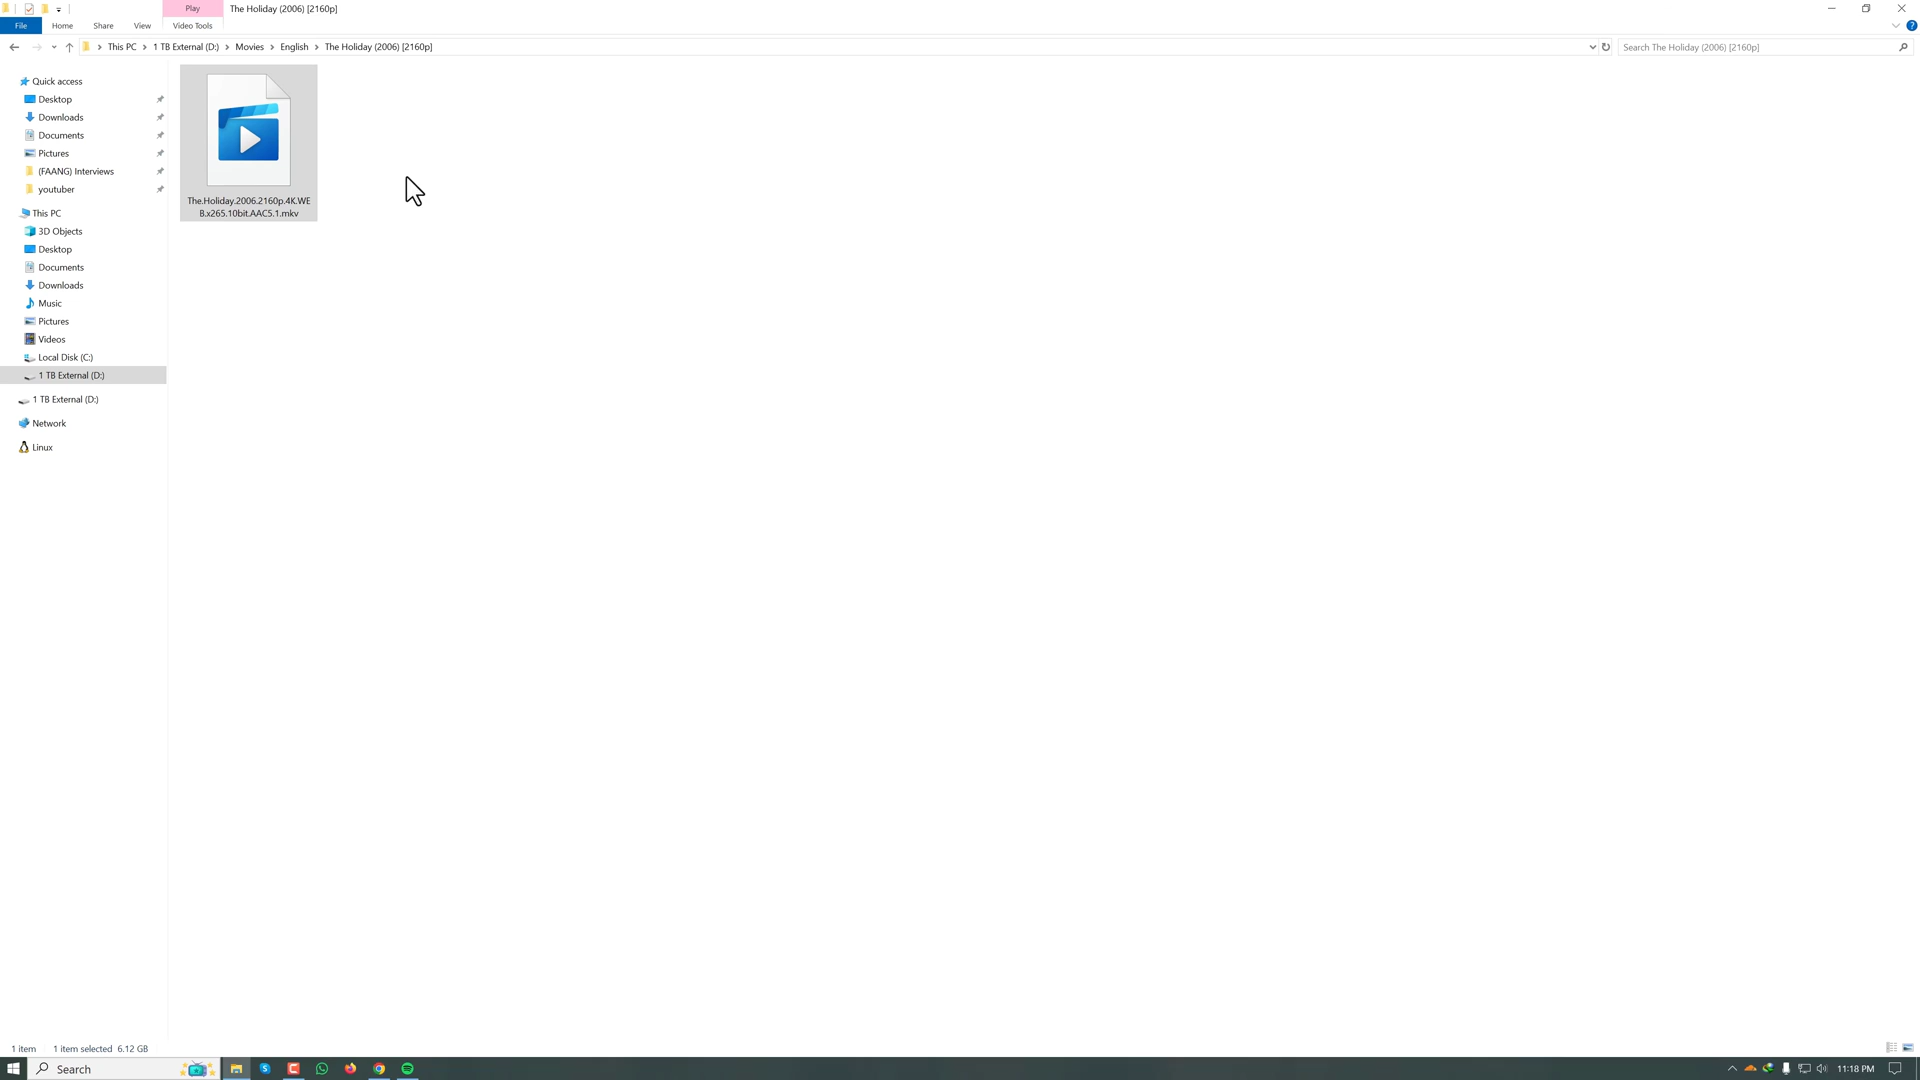 Play
The Holiday (2006) [2160p]
File
Home
Share
View
Video Tools
This PC
1 TB External (D:)
Movies
English
The Holiday (2006) [2160p]
Search The Holiday (2006) [2160p]
Quick access
Desktop
Downloads
Documents
Pictures
(FAANG) Interviews
youtuber
This PC
3D Objects
Desktop
Documents
Downloads
Music
Pictures
Videos
Local Disk (C:)
1 TB External (D:)
1 TB External (D:)
Network
Linux
The.Holiday.2006.2160p.4K.WE
B.x265.10bit.AAC5.1.mkv
1 item
1 item selected 6.12 GB
Search
11:18 PM